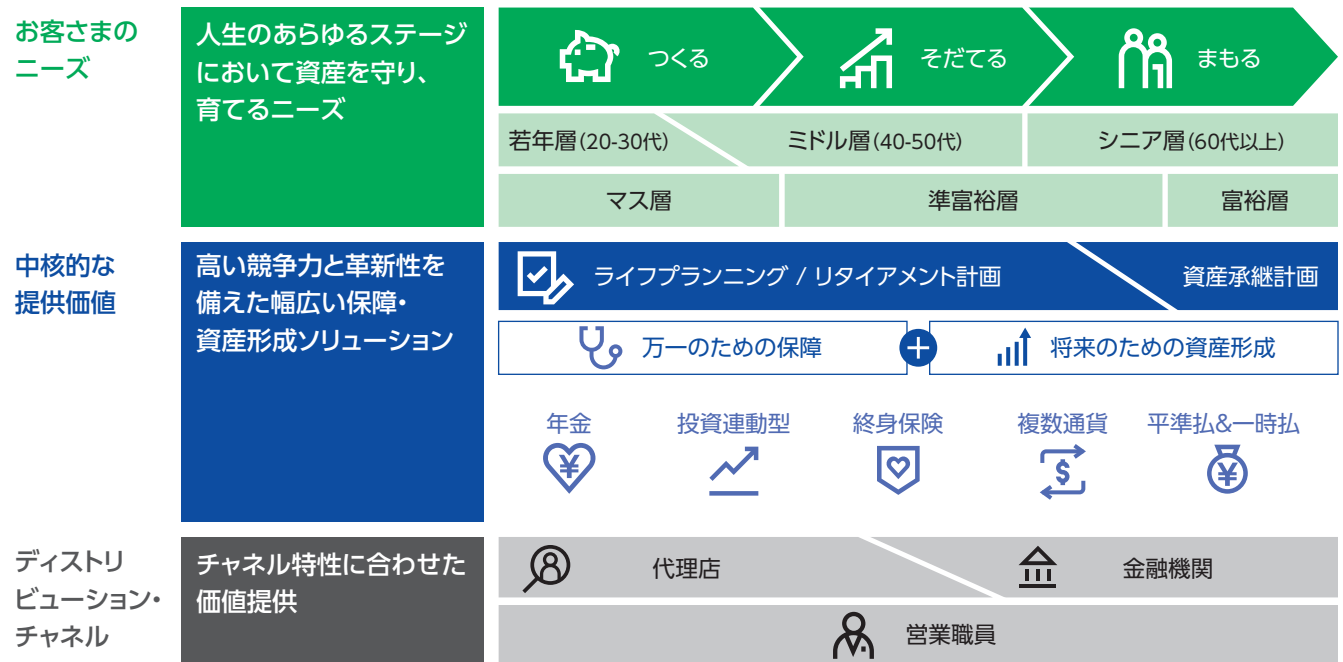 お客さまの
ニーズ
人生のあらゆるステージ
において資産を守り、
育てるニーズ
つくる
そだてる
まもる
若年層(20-30代)
ミドル層(40-50代)
シニア層(60代以上)
マス層
準富裕層
富裕層
中核的な
提供価値
高い競争力と革新性を
備えた幅広い保障・
資産形成ソリューション
ライフプランニング / リタイアメント計画
資産承継計画
万一のための保障
+
将来のための資産形成
年金
投資連動型
終身保険
複数通貨
平準払&一時払
¥
$
¥
ディストリ
ビューション・
チャネル
チャネル特性に合わせた
価値提供
代理店
金融機関
営業職員